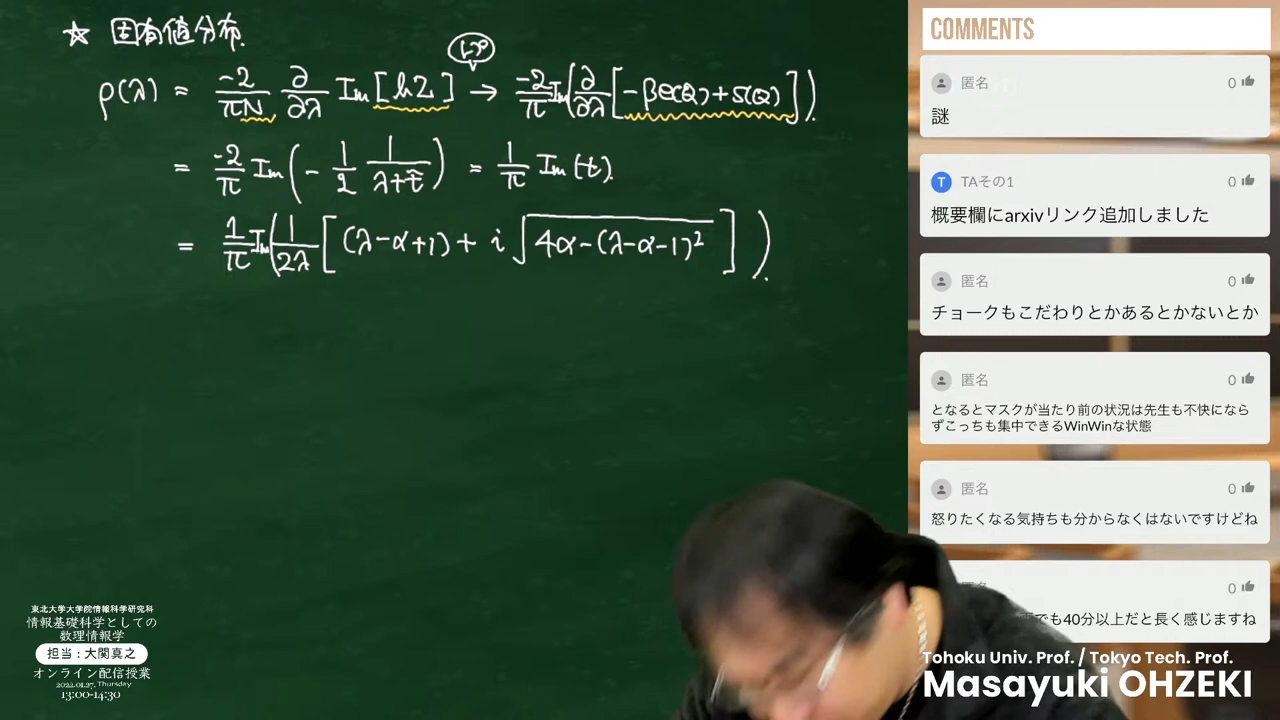 ☆ 固有値分布.
レプ
ρ(λ) = -2/πN ∂/∂λ Im [ln Z] → -2/π Im(∂/∂λ [-βe(Q)+s(Q)]).
= -2/π Im(-1/2 1/(λ+t̃)) = 1/π Im(t).
= 1/π Im(1/2λ [(λ-α+1) + i√(4α-(λ-α-1)²)]).
COMMENTS
匿名 0
謎
T TAその1 0
概要欄にarxivリンク追加しました
匿名 0
チョークもこだわりとかあるとかないとか
匿名 0
となるとマスクが当たり前の状況は先生も不快になら
ずこっちも集中できるWinWinな状態
匿名 0
怒りたくなる気持ちも分からなくはないですけどね
匿名 0
でも40分以上だと長く感じますね
東北大学大学院情報科学研究科
情報基礎科学としての
数理情報学
担当:大関真之
オンライン配信授業
2022.01.27. Thursday
13:00-14:30
Tohoku Univ. Prof. / Tokyo Tech. Prof.
Masayuki OHZEKI